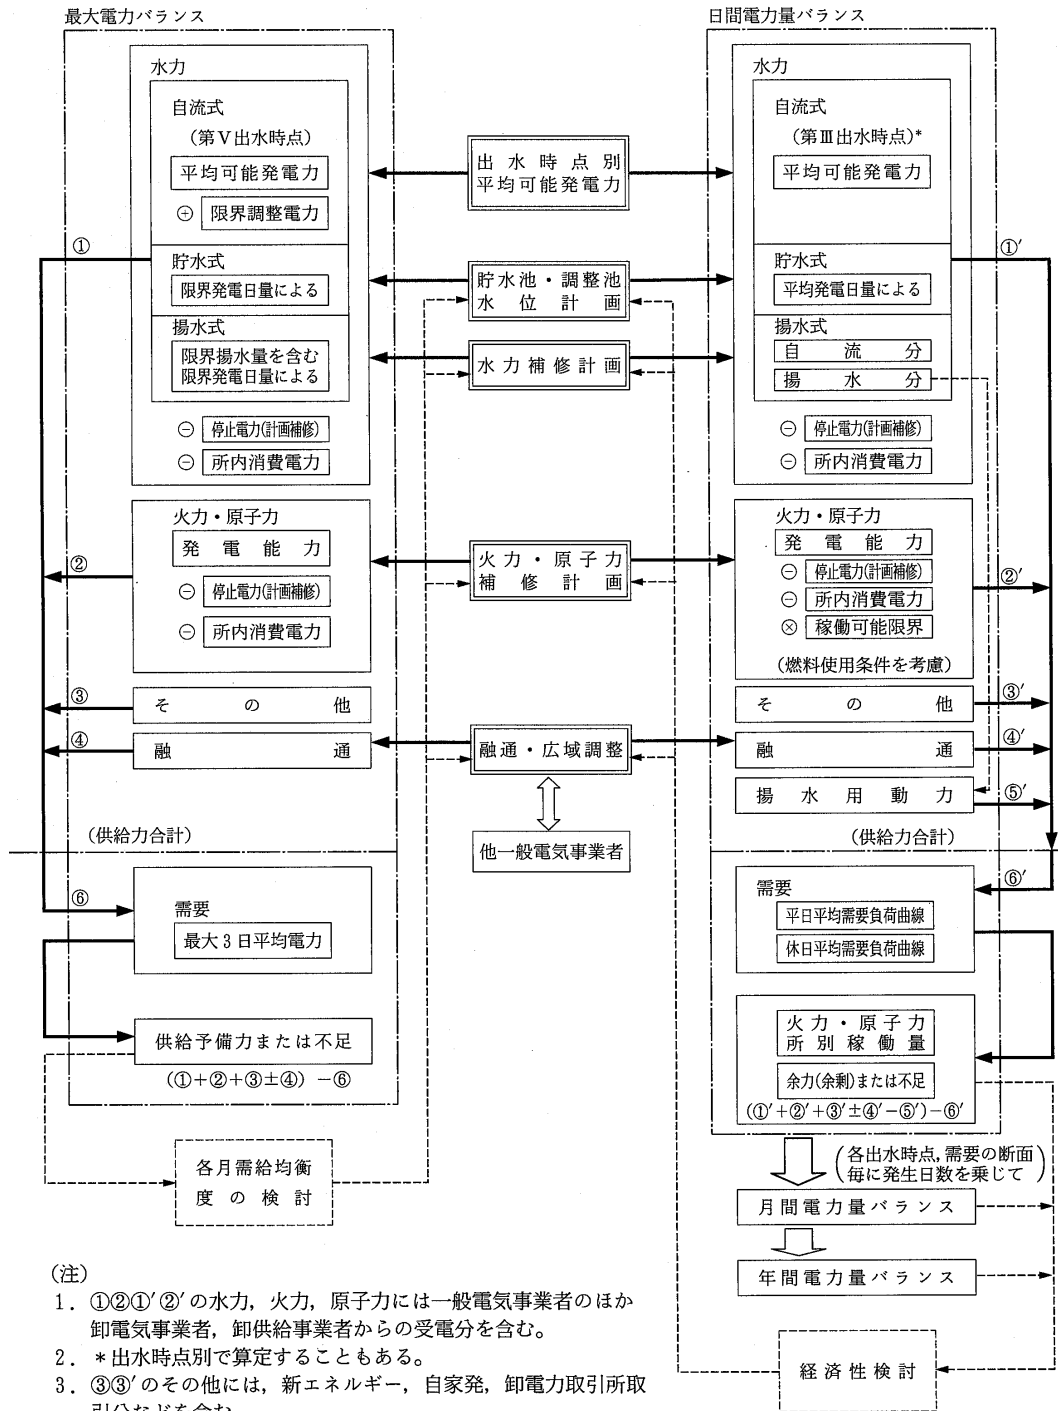 最大電力バランス
水力
自流式
(第Ⅴ出水時点)
平均可能発電力
⊕ 限界調整電力
①
貯水式
限界発電日量による
揚水式
限界揚水量を含む
限界発電日量による
⊖ 停止電力(計画補修)
⊖ 所内消費電力
火力・原子力
発電能力
②
⊖ 停止電力(計画補修)
⊖ 所内消費電力
③
その他
④
融通
(供給力合計)
⑥
需要
最大3日平均電力
供給予備力または不足
(①+②+③±④)-⑥
各月需給均衡
度の検討
出水時点別
平均可能発電力
貯水池・調整池
水位計画
水力補修計画
火力・原子力
補修計画
融通・広域調整
他一般電気事業者
日間電力量バランス
水力
自流式
(第Ⅲ出水時点)*
平均可能発電力
①′
貯水式
平均発電日量による
揚水式
自流分
揚水分
⊖ 停止電力(計画補修)
⊖ 所内消費電力
火力・原子力
発電能力
⊖ 停止電力(計画補修)
②′
⊖ 所内消費電力
⊗ 稼働可能限界
(燃料使用条件を考慮)
その他
③′
融通
④′
揚水用動力
⑤′
(供給力合計)
⑥′
需要
平日平均需要負荷曲線
休日平均需要負荷曲線
火力・原子力
所別稼働量
余力(余剰)または不足
(①′+②′+③′±④′-⑤′)-⑥′
(各出水時点,需要の断面
毎に発生日数を乗じて)
月間電力量バランス
年間電力量バランス
経済性検討
(注)
1. ①②①′②′の水力,火力,原子力には一般電気事業者のほか
卸電気事業者,卸供給事業者からの受電分を含む。
2. *出水時点別で算定することもある。
3. ③③′のその他には,新エネルギー,自家発,卸電力取引所取
引分などを含む。